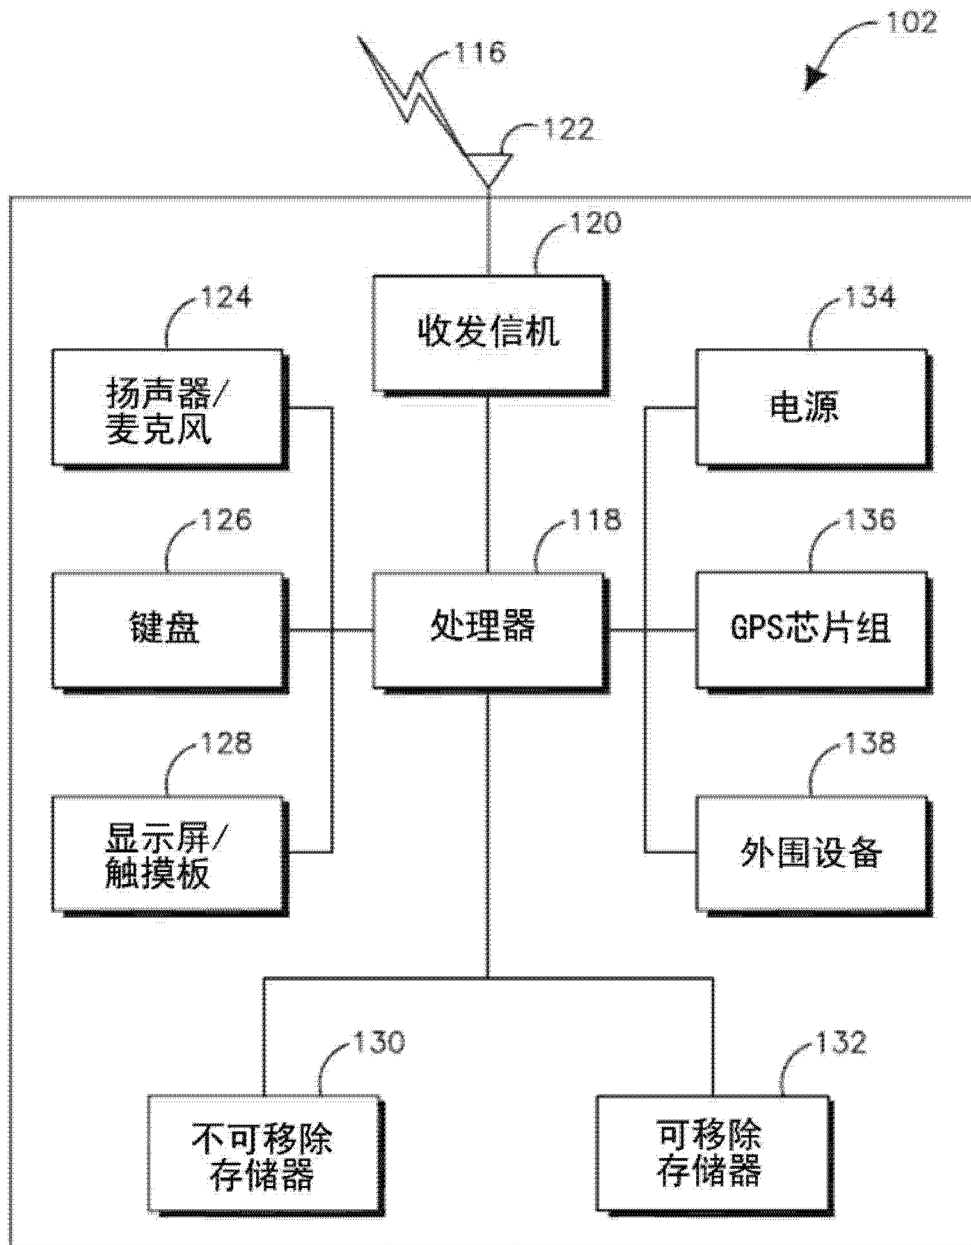 102
116
122
120
收发信机
124
扬声器/
麦克风
134
电源
126
键盘
118
处理器
136
GPS芯片组
128
显示屏/
触摸板
138
外围设备
130
不可移除
存储器
132
可移除
存储器